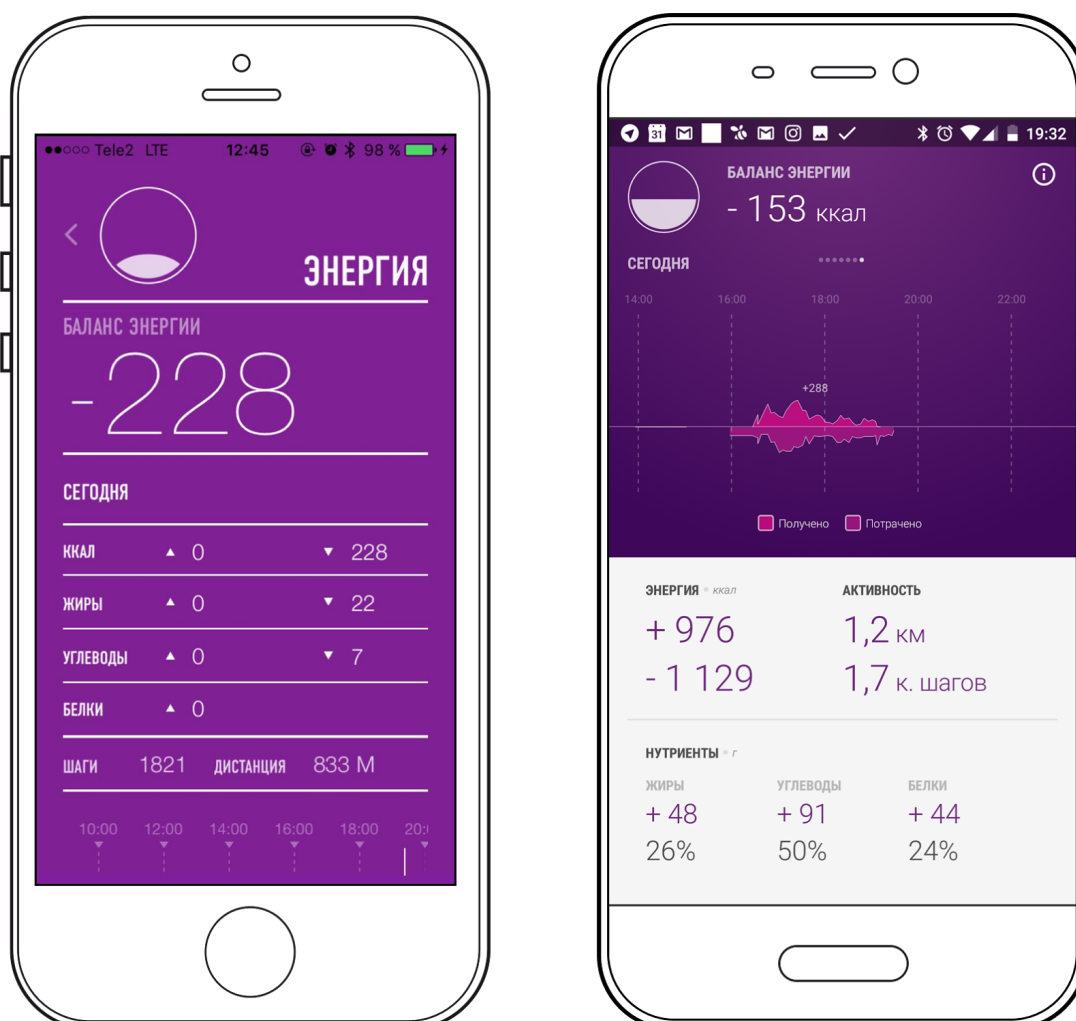 ●●○○○ Tele2 LTE 12:45 98 %
ЭНЕРГИЯ
БАЛАНС ЭНЕРГИИ
-228
СЕГОДНЯ
ККАЛ ▲ 0 ▼ 228
ЖИРЫ ▲ 0 ▼ 22
УГЛЕВОДЫ ▲ 0 ▼ 7
БЕЛКИ ▲ 0
ШАГИ 1821 ДИСТАНЦИЯ 833 М
10:00 12:00 14:00 16:00 18:00 20:
31 19:32
БАЛАНС ЭНЕРГИИ
- 153 ккал
СЕГОДНЯ
14:00 16:00 18:00 20:00 22:00
+288
Получено Потрачено
ЭНЕРГИЯ • ккал АКТИВНОСТЬ
+ 976 1,2 км
- 1 129 1,7 к. шагов
НУТРИЕНТЫ • г
ЖИРЫ УГЛЕВОДЫ БЕЛКИ
+ 48 + 91 + 44
26% 50% 24%